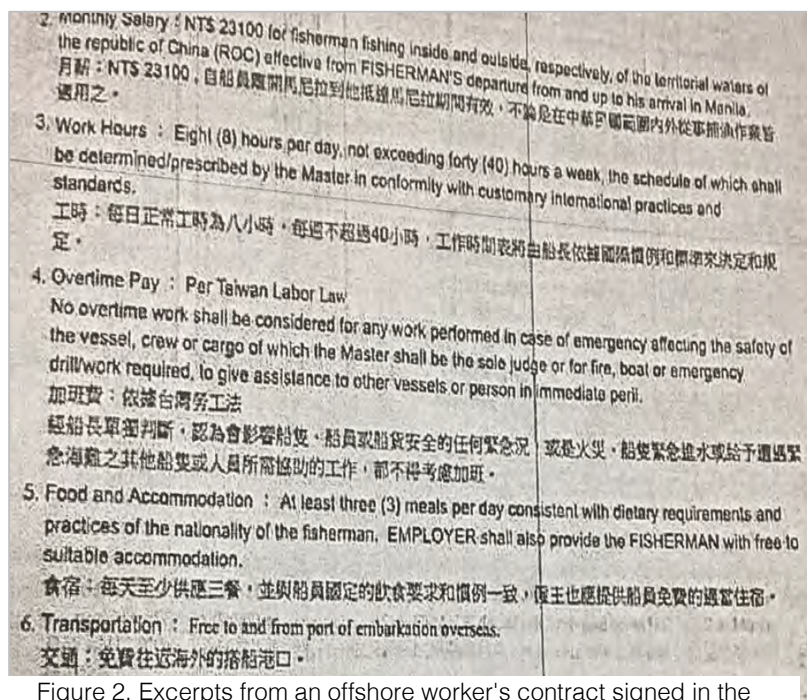 2. Monthly Salary : NT$ 23100 for fisherman fishing inside and outside, respectively, of the territorial waters of
the republic of China (ROC) effective from FISHERMAN'S departure from and up to his arrival in Manila.
月薪：NT$ 23100，自船員離開馬尼拉到他抵達馬尼拉期間有效，不論是在中華民國範圍內外從事捕漁作業皆
適用之。
3. Work Hours : Eight (8) hours per day, not exceeding forty (40) hours a week, the schedule of which shall
be determined/prescribed by the Master in conformity with customary international practices and
standards.
工時：每日正常工時為八小時，每週不超過40小時，工作時間表將由船長依據國際慣例和標準來決定和規
定。
4. Overtime Pay : Per Taiwan Labor Law
No overtime work shall be considered for any work performed in case of emergency affecting the safety of
the vessel, crew or cargo of which the Master shall be the sole judge or for fire, boat or emergency
drill/work required, to give assistance to other vessels or person in immediate peril.
加班費：依據台灣勞工法
經船長單獨判斷，認為會影響船隻、船員或船貨安全的任何緊急況，或是火災、船隻緊急進水或給予遭遇緊
急海難之其他船隻或人員所需協助的工作，都不得考慮加班。
5. Food and Accommodation : At least three (3) meals per day consistent with dietary requirements and
practices of the nationality of the fisherman. EMPLOYER shall also provide the FISHERMAN with free to
suitable accommodation.
食宿：每天至少供應三餐，並與船員國定的飲食要求和慣例一致，僱主也應提供船員免費的適當住宿。
6. Transportation : Free to and from port of embarkation overseas.
交通：免費往返海外的搭船港口。
Figure 2. Excerpts from an offshore worker's contract signed in the